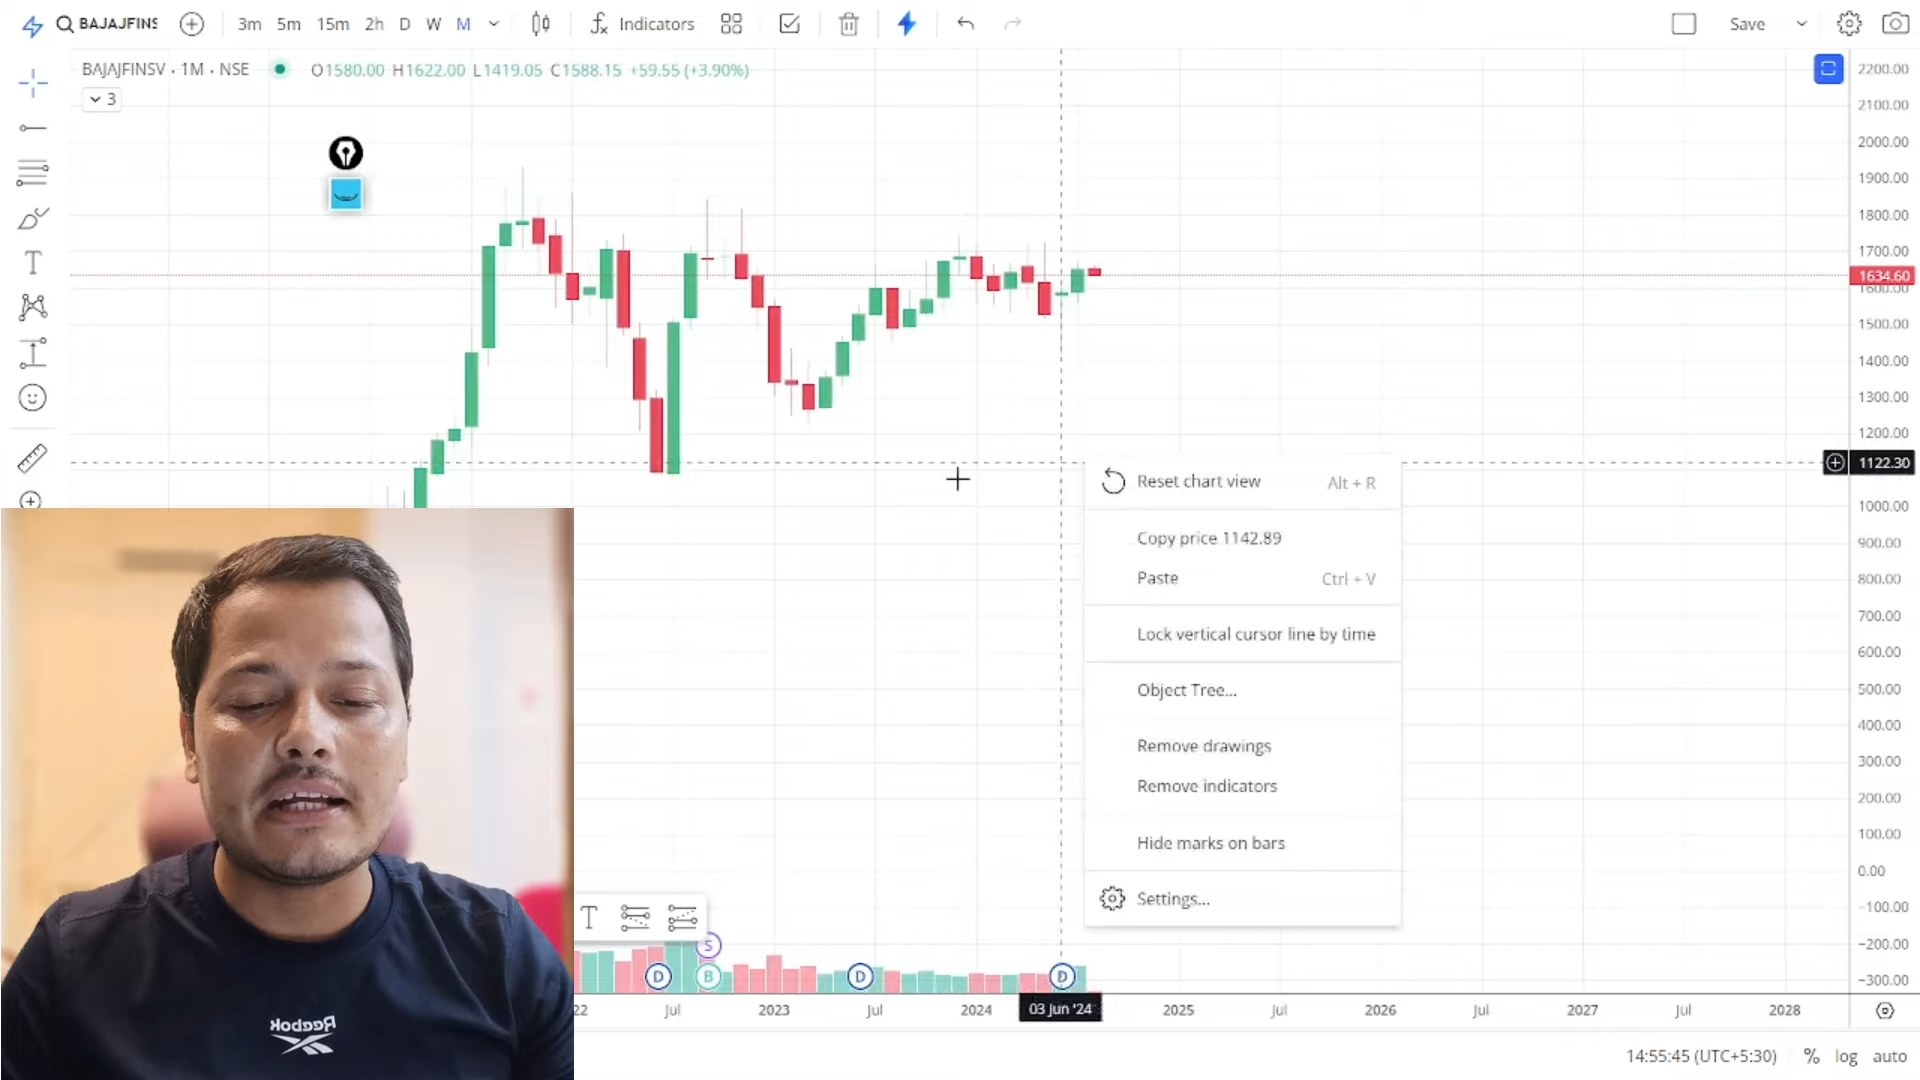 BAJAJFINS
3m 5m 15m 2h D W M
Indicators
Save
BAJAJFINSV · 1M · NSE
O1580.00 H1622.00 L1419.05 C1588.15 +59.55 (+3.90%)
3
2200.00
2100.00
2000.00
1900.00
1800.00
1700.00
1634.60
1600.00
1500.00
1400.00
1300.00
1200.00
1122.30
1000.00
900.00
800.00
700.00
600.00
500.00
400.00
300.00
200.00
100.00
0.00
−100.00
−200.00
−300.00
Reset chart view Alt + R
Copy price 1142.89
Paste Ctrl + V
Lock vertical cursor line by time
Object Tree...
Remove drawings
Remove indicators
Hide marks on bars
Settings...
T
S
D B D D
22 Jul 2023 Jul 2024 03 Jun '24 2025 Jul 2026 Jul 2027 Jul 2028
Reebok
14:55:45 (UTC+5:30) % log auto